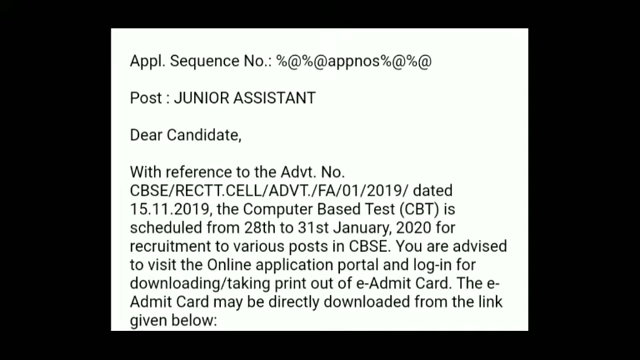 Appl. Sequence No.: %@%@appnos%@%@
Post : JUNIOR ASSISTANT
Dear Candidate,
With reference to the Advt. No.
CBSE/RECTT.CELL/ADVT./FA/01/2019/ dated
15.11.2019, the Computer Based Test (CBT) is
scheduled from 28th to 31st January, 2020 for
recruitment to various posts in CBSE. You are advised
to visit the Online application portal and log-in for
downloading/taking print out of e-Admit Card. The e-
Admit Card may be directly downloaded from the link
given below: